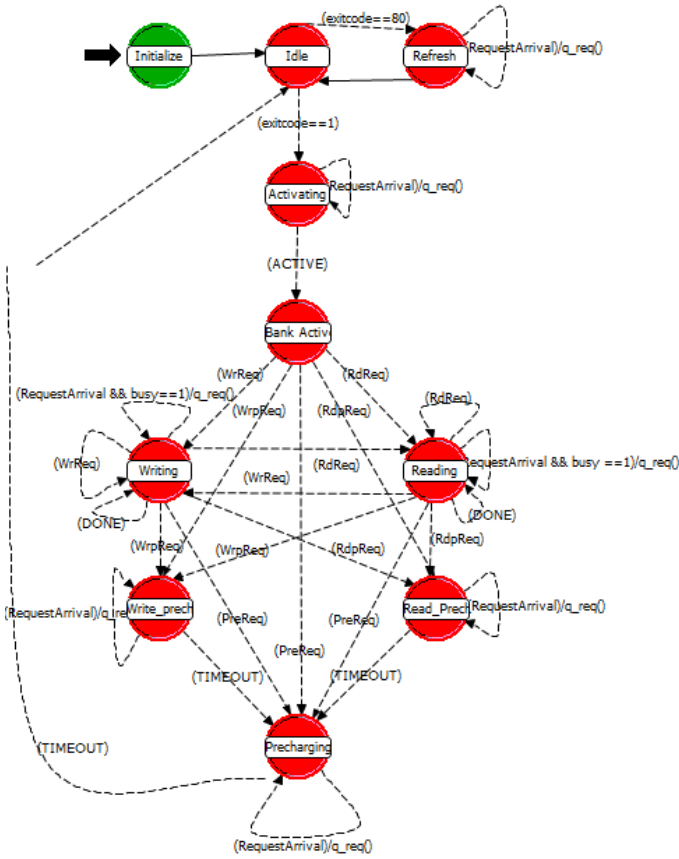 (exitcode==80)
Initialize
Idle
Refresh
RequestArrival)/q_req()
(exitcode==1)
Activating
RequestArrival)/q_req()
(ACTIVE)
Bank Activ
(WrReq)
(RdReq)
(RequestArrival && busy==1)/q_req()
(WrpReq)
(RdpReq)
(RdReq)
(WrReq)
Writing
(RdReq)
(WrReq)
Reading
equestArrival && busy ==1)/q_req()
(DONE)
(DONE)
(WrpReq)
(WrpReq)
(RdpReq)
(RdpReq)
(RequestArrival)/q_re
Write_prech
(PreReq)
(PreReq)
(PreReq)
Read_Prech
(RequestArrival)/q_req()
(TIMEOUT)
(TIMEOUT)
(TIMEOUT)
Precharging
(RequestArrival)/q_req()